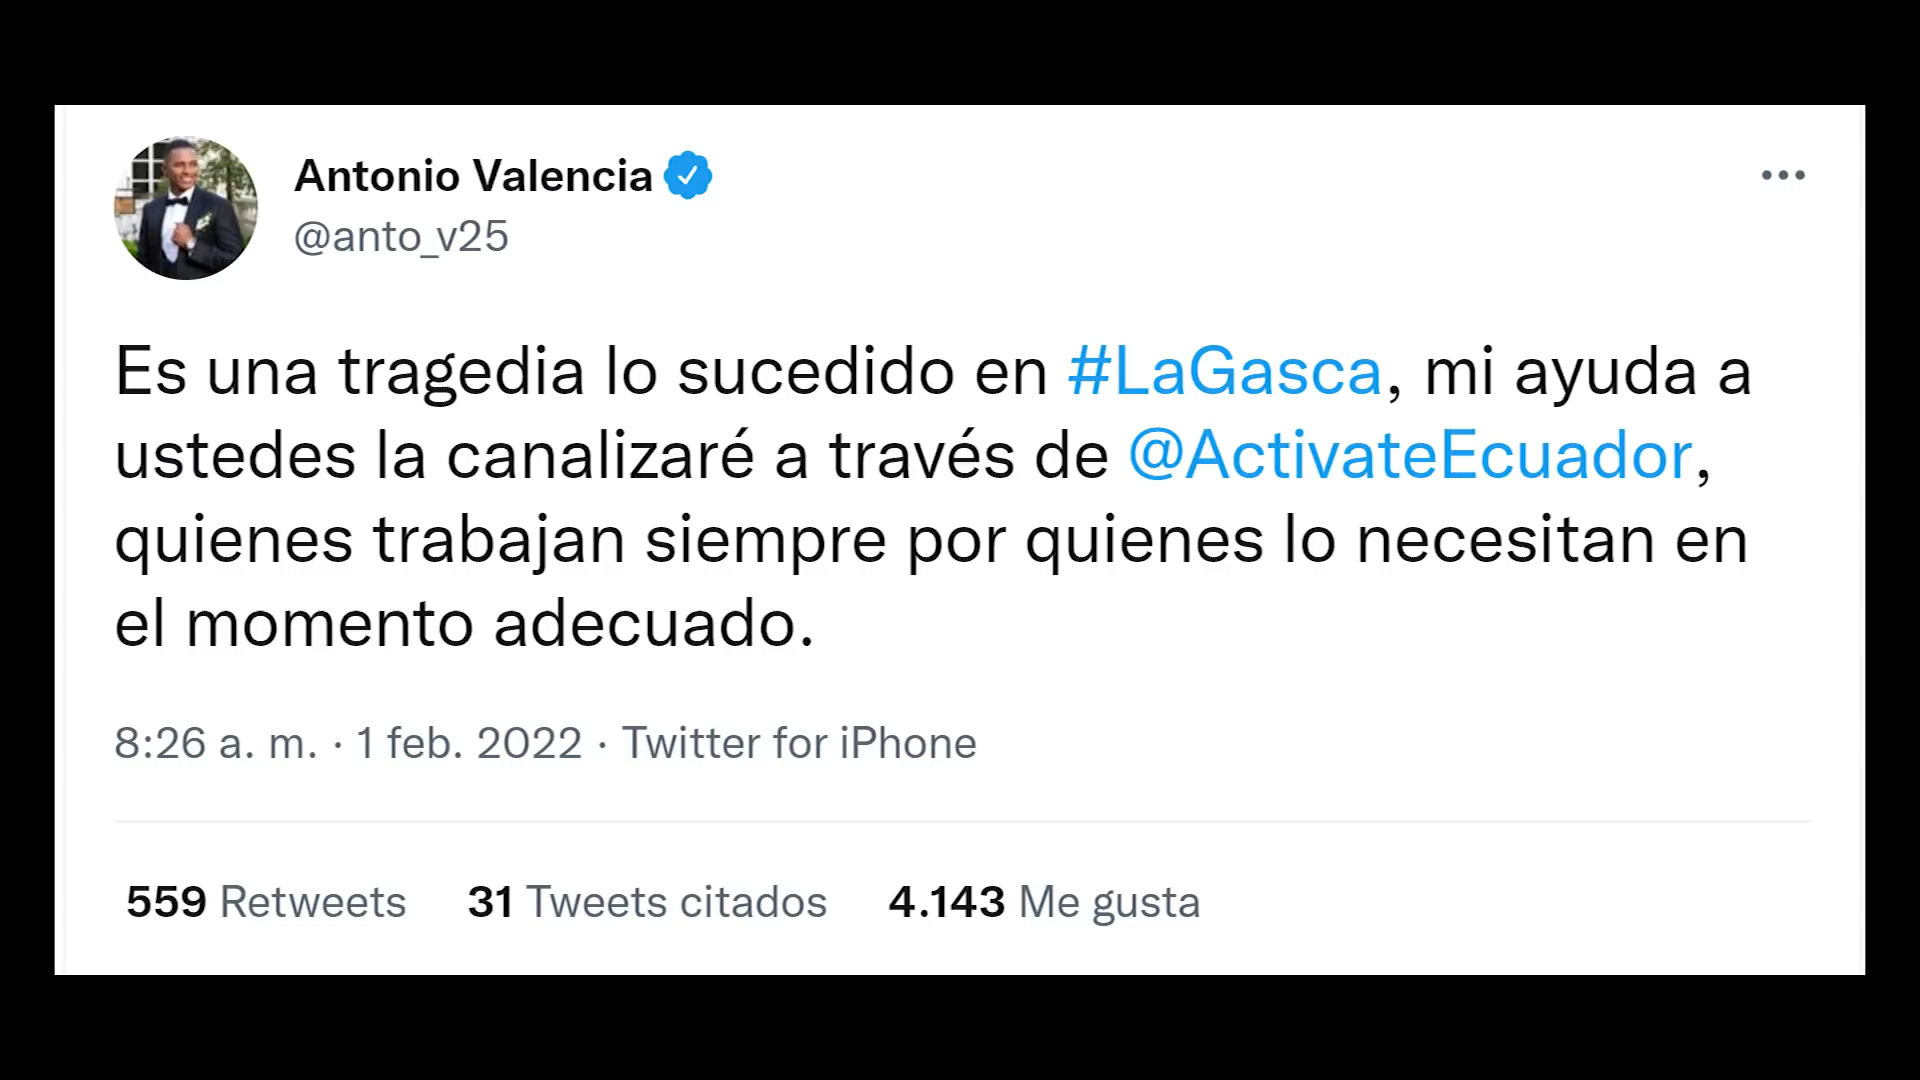 Antonio Valencia
@anto_v25
Es una tragedia lo sucedido en #LaGasca, mi ayuda a
ustedes la canalizaré a través de @ActivateEcuador,
quienes trabajan siempre por quienes lo necesitan en
el momento adecuado.
8:26 a. m. · 1 feb. 2022 · Twitter for iPhone
559 Retweets 31 Tweets citados 4.143 Me gusta